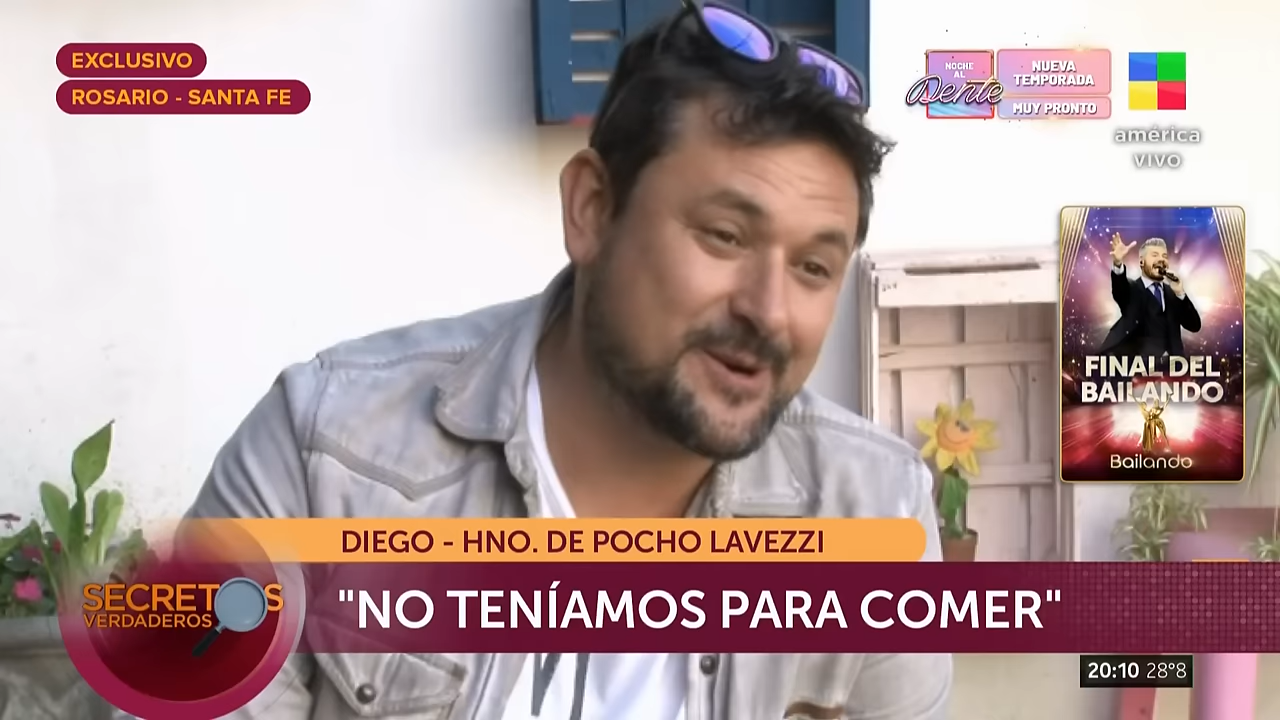 EXCLUSIVO
ROSARIO - SANTA FE
NOCHE
AL
Dente
NUEVA
TEMPORADA
MUY PRONTO
américa
VIVO
FINAL DEL
BAILANDO
Bailando
DIEGO - HNO. DE POCHO LAVEZZI
SECRETOS
VERDADEROS
"NO TENÍAMOS PARA COMER"
20:10 28°8